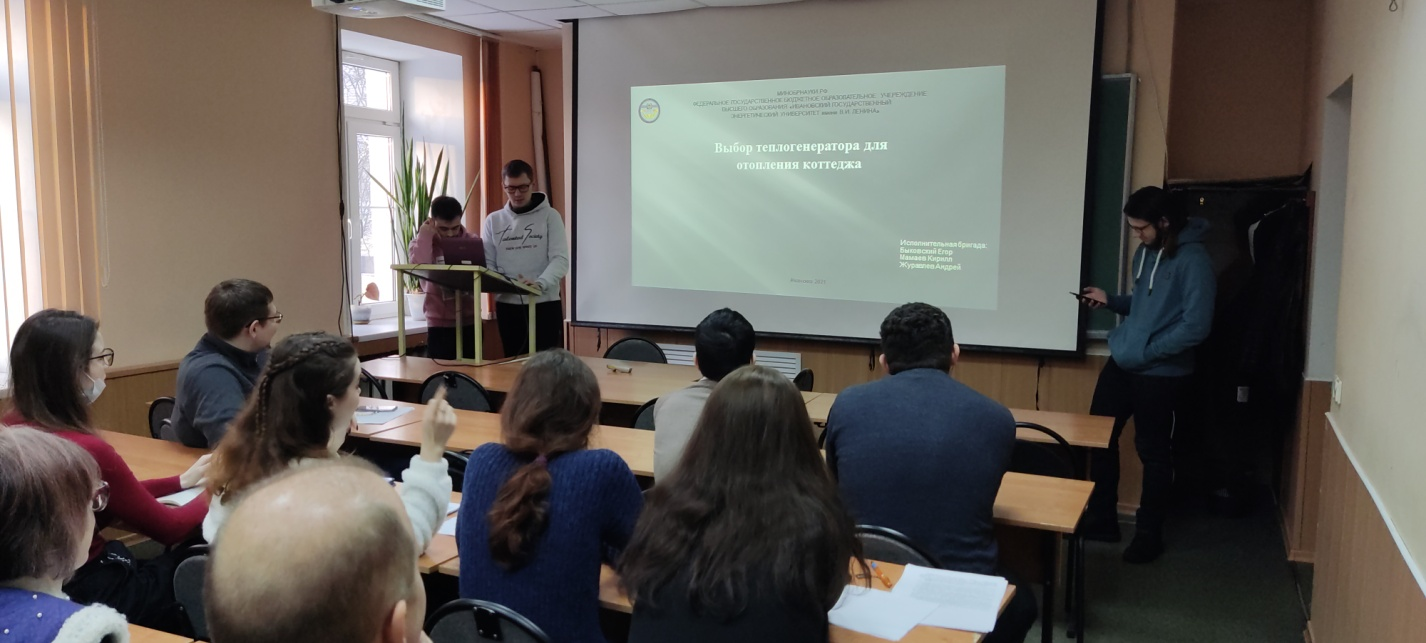 МИНОБРНАУКИ РФ
ФЕДЕРАЛЬНОЕ ГОСУДАРСТВЕННОЕ БЮДЖЕТНОЕ ОБРАЗОВАТЕЛЬНОЕ УЧЕРЕЖДЕНИЕ
ВЫСШЕГО ОБРАЗОВАНИЯ «ИВАНОВСКИЙ ГОСУДАРСТВЕННЫЙ
ЭНЕРГЕТИЧЕСКИЙ УНИВЕРСИТЕТ имени В.И. ЛЕНИНА»
Выбор теплогенератора для
отопления коттеджа
Исполнительная бригада:
Быковский Егор
Мамаев Кирилл
Журавлев Андрей